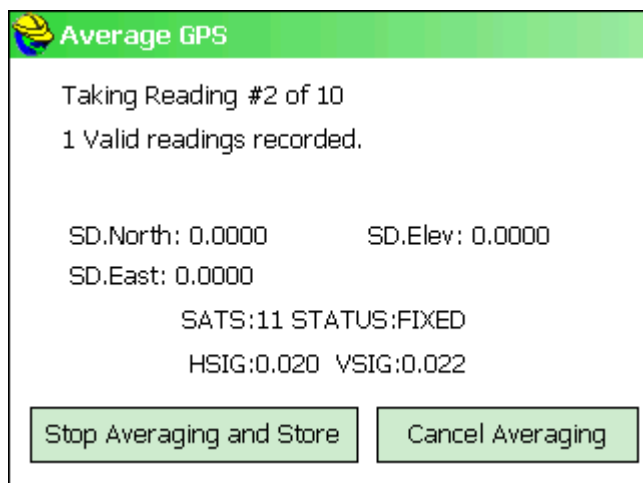 Average GPS
Taking Reading #2 of 10
1 Valid readings recorded.
SD.North: 0.0000 SD.Elev: 0.0000
SD.East: 0.0000
SATS:11 STATUS:FIXED
HSIG:0.020 VSIG:0.022
Stop Averaging and Store Cancel Averaging